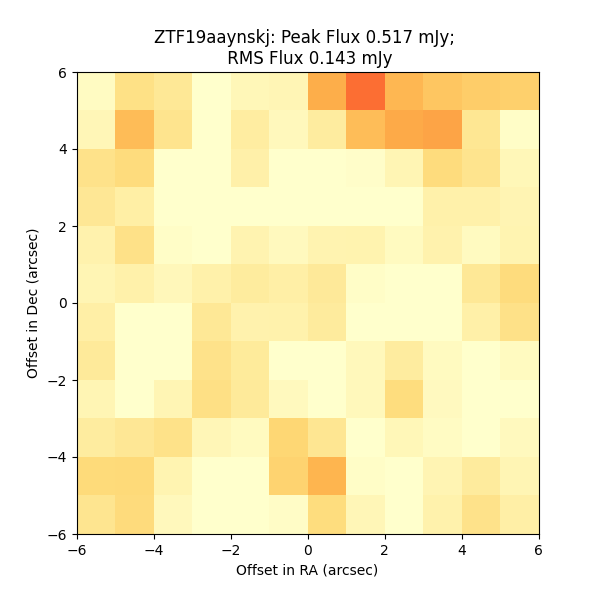 ZTF19aaynskj: Peak Flux 0.517 mJy;
RMS Flux 0.143 mJy
6
4
2
0
−2
−4
−6
Offset in Dec (arcsec)
−6 −4 −2 0 2 4 6
Offset in RA (arcsec)